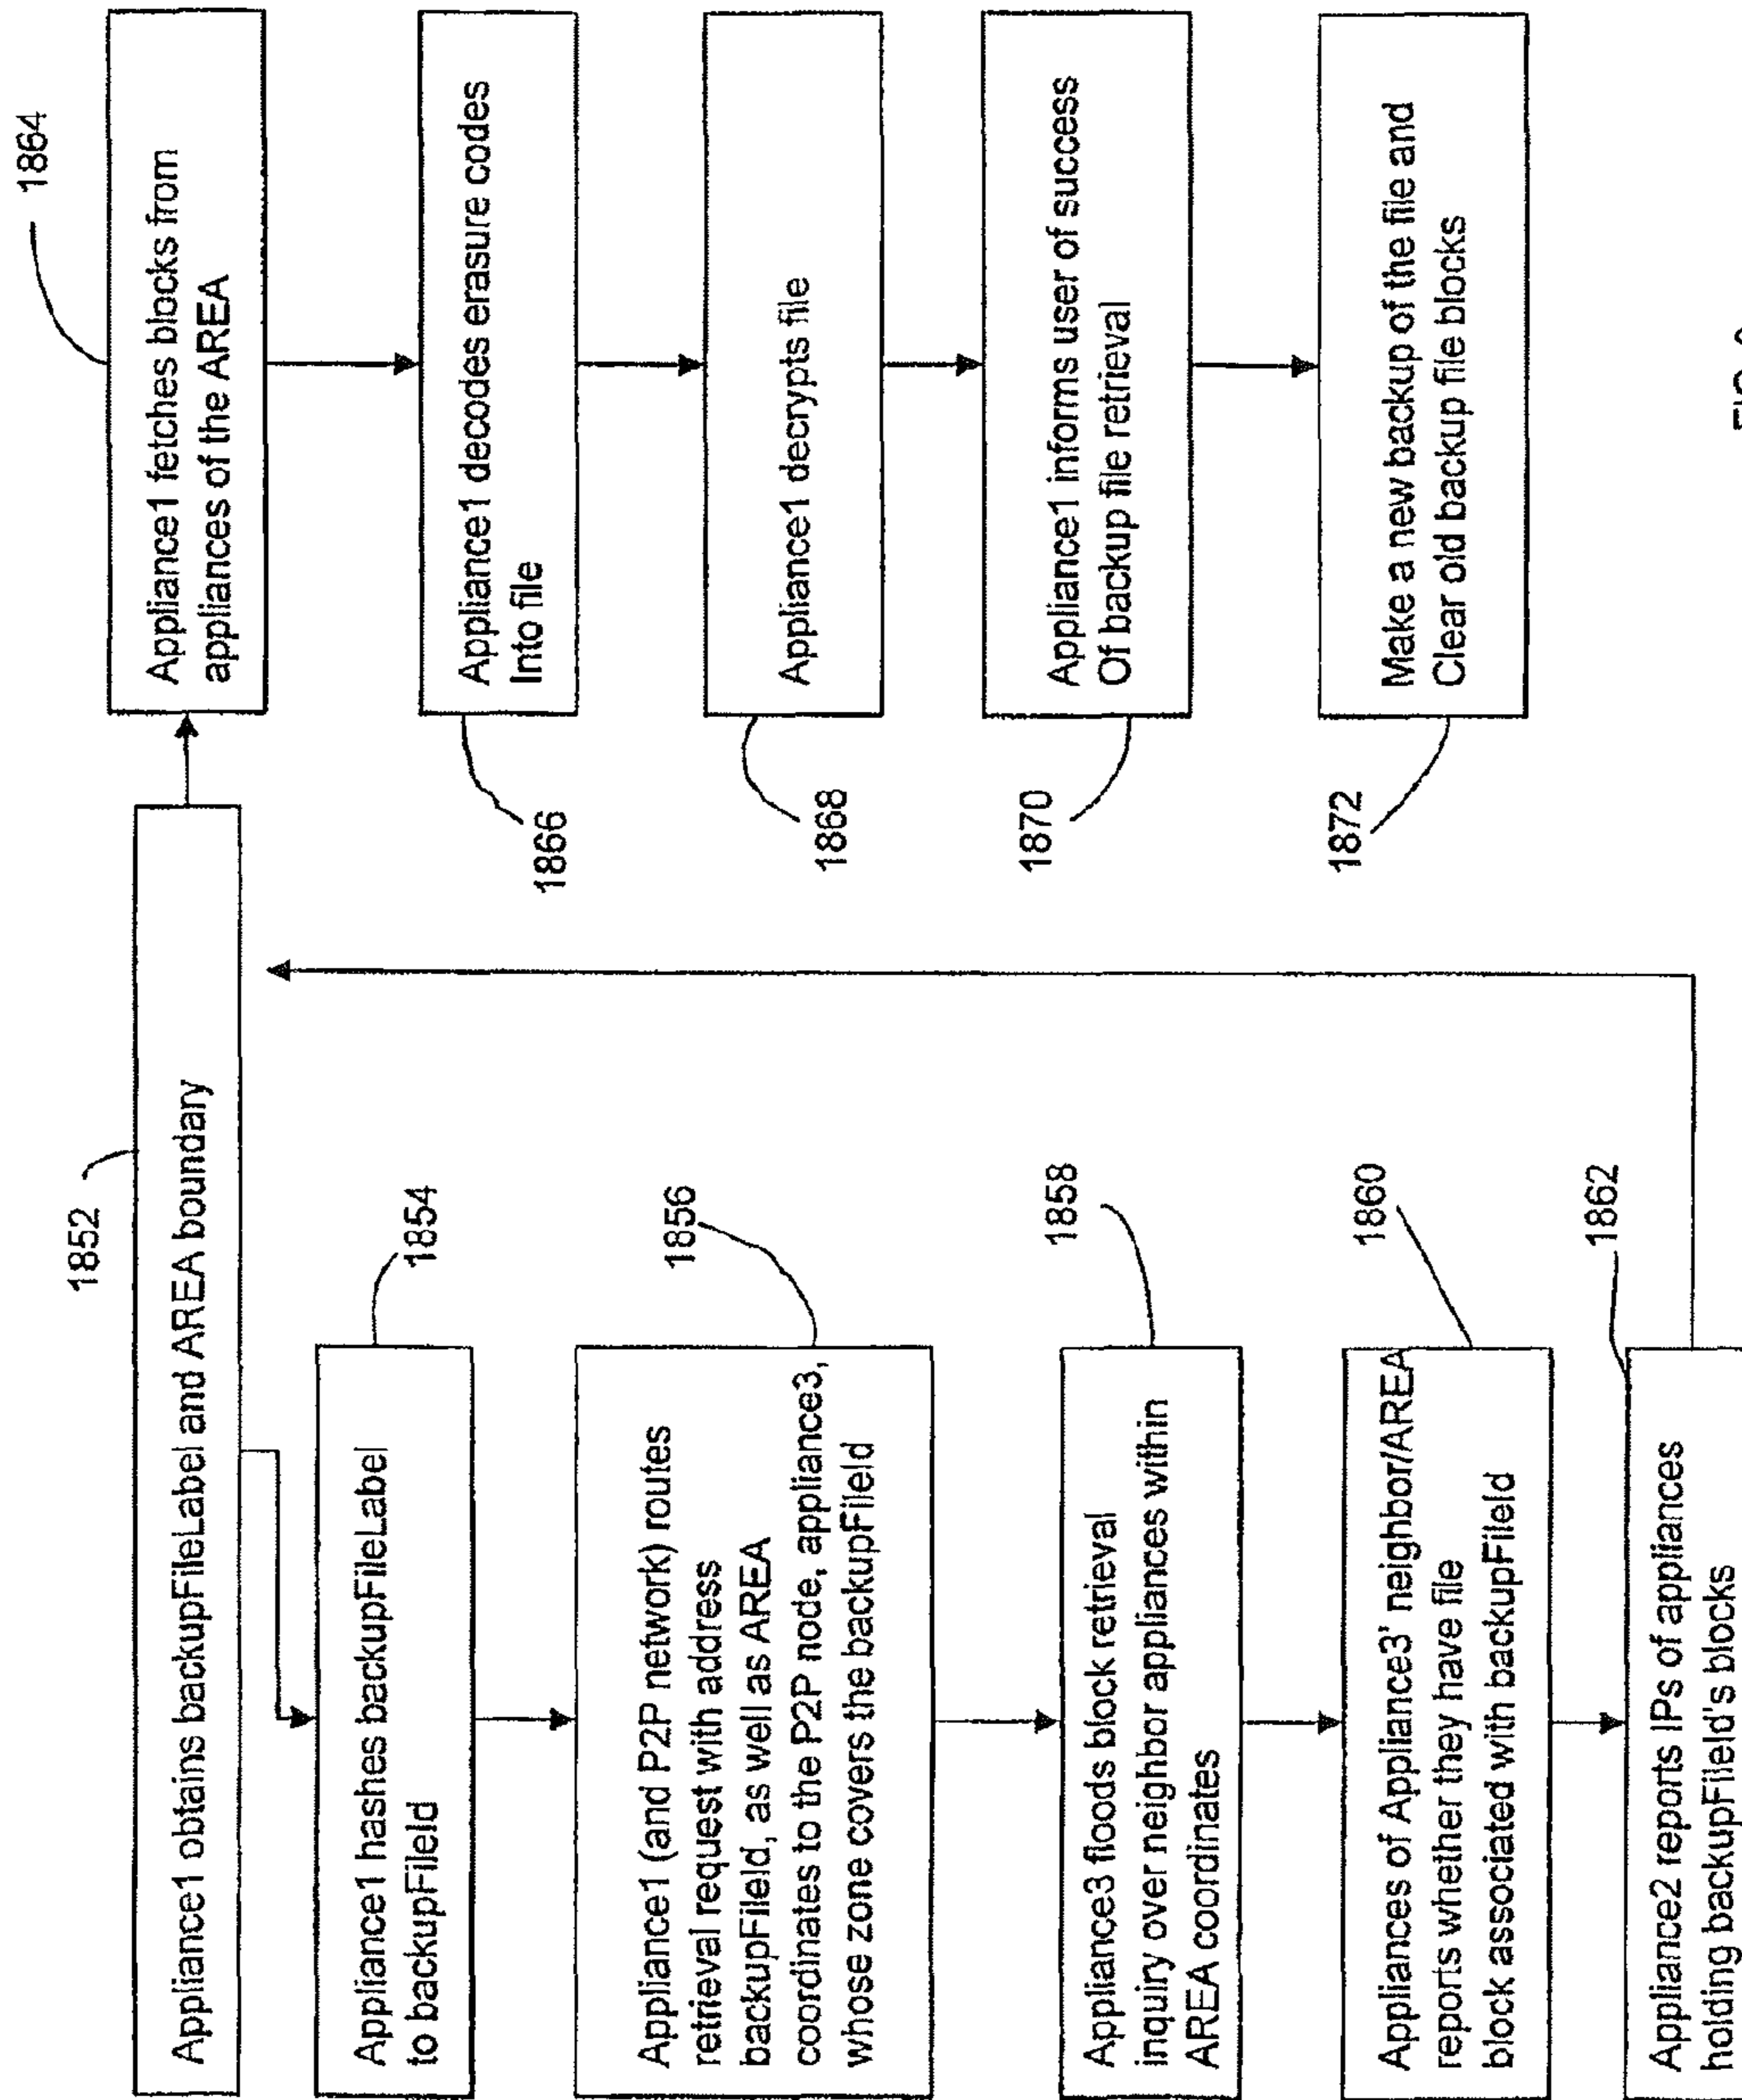 1852
Appliance1 obtains backupFileLabel and AREA boundary
1854
Appliance1 hashes backupFileLabel
to backupFileId
1856
Appliance1 (and P2P network) routes
retrieval request with address
backupFileId, as well as AREA
coordinates to the P2P node, appliance3,
whose zone covers the backupFileId
1858
Appliance3 floods block retrieval
inquiry over neighbor appliances within
AREA coordinates
1860
Appliances of Appliance3' neighbor/AREA
reports whether they have file
block associated with backupFileId
1862
Appliance2 reports IPs of appliances
holding backupFileId's blocks
1864
Appliance1 fetches blocks from
appliances of the AREA
1866
Appliance1 decodes erasure codes
Into file
1868
Appliance1 decrypts file
1870
Appliance1 informs user of success
Of backup file retrieval
1872
Make a new backup of the file and
Clear old backup file blocks